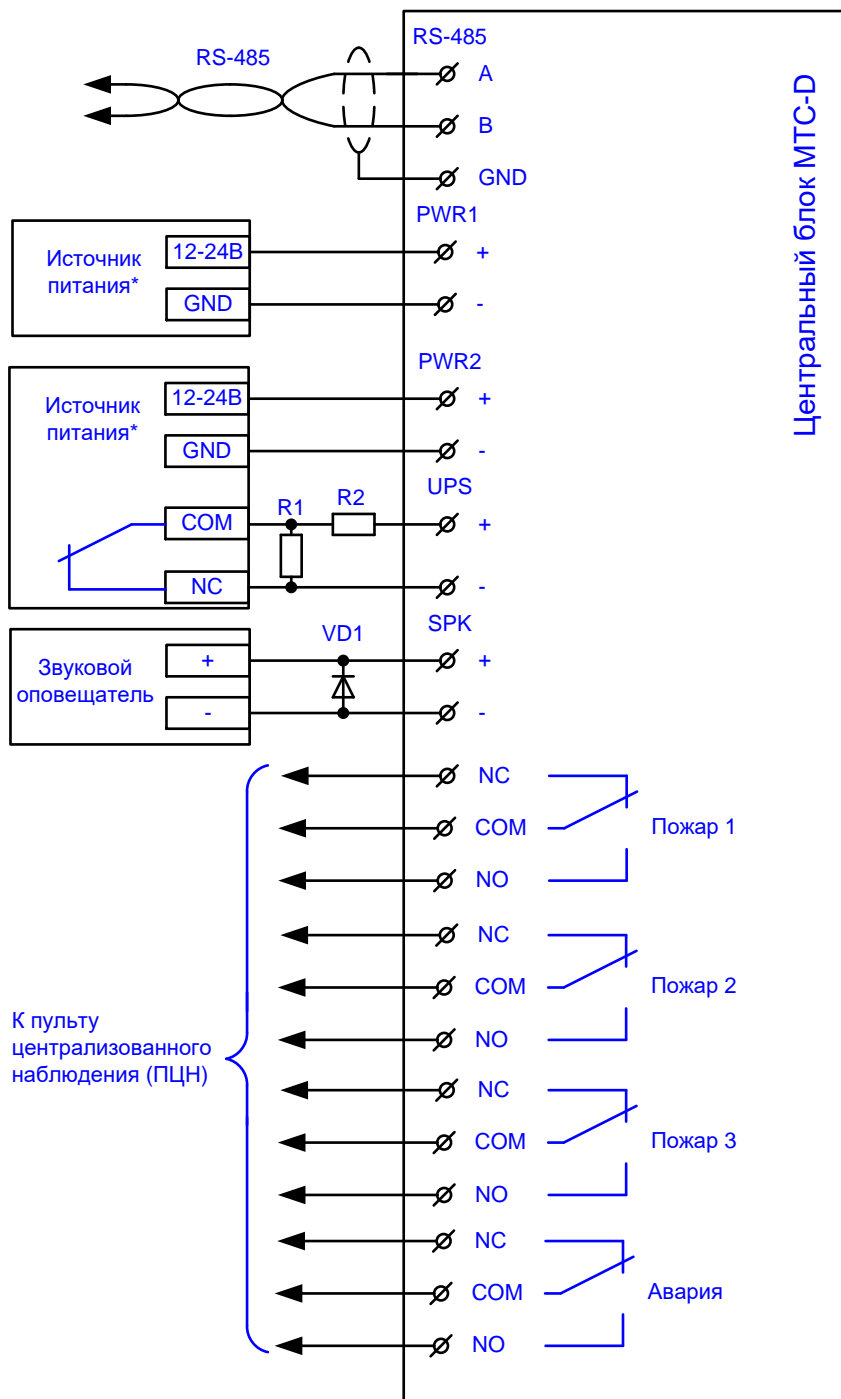 RS-485
RS-485
A
B
GND
PWR1
Источник
питания*
12-24В
GND
+
-
PWR2
Источник
питания*
12-24В
GND
+
-
UPS
COM
NC
R1
R2
+
-
SPK
Звуковой
оповещатель
+
-
VD1
+
-
NC
COM
NO
Пожар 1
NC
COM
NO
Пожар 2
К пульту
централизованного
наблюдения (ПЦН)
NC
COM
NO
Пожар 3
NC
COM
NO
Авария
Центральный блок МТС-D